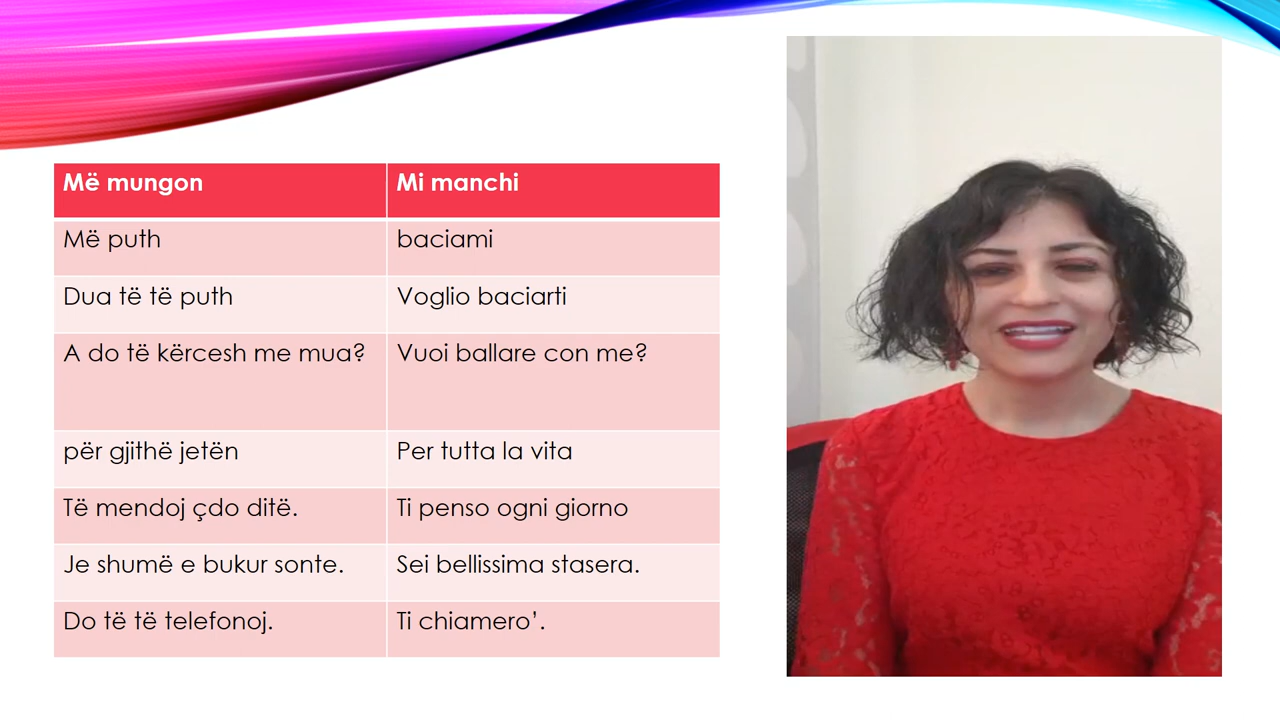 Më mungon
Mi manchi
Më puth
baciami
Dua të të puth
Voglio baciarti
A do të kërcesh me mua?
Vuoi ballare con me?
për gjithë jetën
Per tutta la vita
Të mendoj çdo ditë.
Ti penso ogni giorno
Je shumë e bukur sonte.
Sei bellissima stasera.
Do të të telefonoj.
Ti chiamero’.